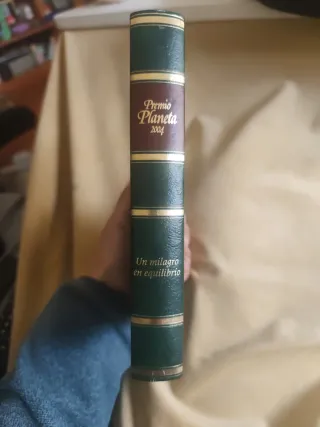 Premio
Planeta
2004
Un milagro
en equilibrio